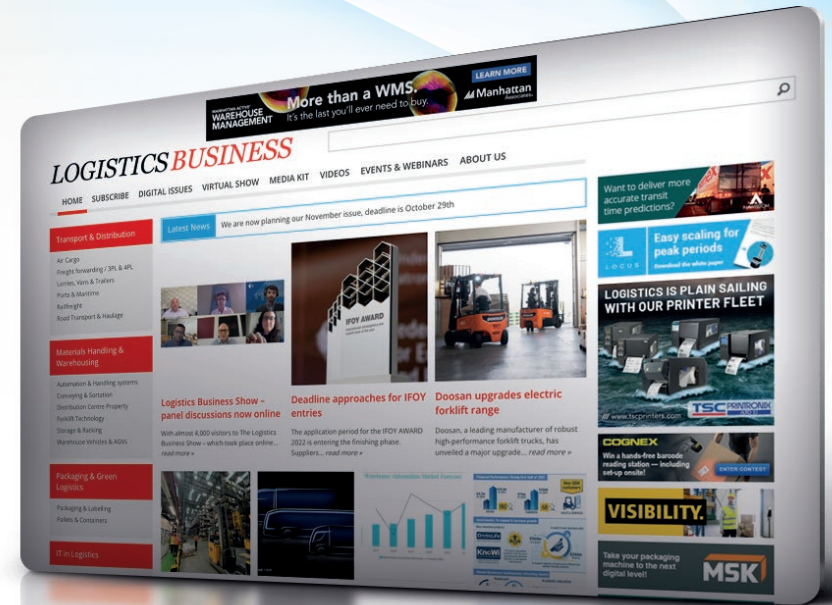 MANHATTAN ACTIVE®
WAREHOUSE
MANAGEMENT
More than a WMS.
It's the last you'll ever need to buy.
LEARN MORE
Manhattan
Associates
LOGISTICS BUSINESS
HOME SUBSCRIBE DIGITAL ISSUES VIRTUAL SHOW MEDIA KIT VIDEOS EVENTS & WEBINARS ABOUT US
Latest News We are now planning our November issue, deadline is October 29th
Transport & Distribution
Air Cargo
Freight forwarding / 3PL & 4PL
Lorries, Vans & Trailers
Ports & Maritime
Railfreight
Road Transport & Haulage
Materials Handling &
Warehousing
Automation & Handling systems
Conveying & Sortation
Distribution Centre Property
Forklift Technology
Storage & Racking
Warehouse Vehicles & AGVs
Packaging & Green
Logistics
Packaging & Labelling
Pallets & Containers
IT in Logistics
Logistics Business Show –
panel discussions now online
With almost 4,000 visitors to The Logistics
Business Show – which took place online...
read more »
IFOY AWARD
Deadline approaches for IFOY
entries
The application period for the IFOY AWARD
2022 is entering the finishing phase.
Suppliers... read more »
Doosan upgrades electric
forklift range
Doosan, a leading manufacturer of robust
high-performance forklift trucks, has
unveiled a major upgrade... read more »
Warehouse Automation Market Forecast
DevisLife
KnoWi
Want to deliver more
accurate transit
time predictions?
LOCUS
Easy scaling for
peak periods
Download the white paper
LOGISTICS IS PLAIN SAILING
WITH OUR PRINTER FLEET
www.tscprinters.com
TSC PRINTRONIX
AUTO ID
COGNEX
Win a hands-free barcode
reading station — including
set-up onsite!
ENTER CONTEST
VISIBILITY.
Take your packaging
machine to the next
digital level!
MSK